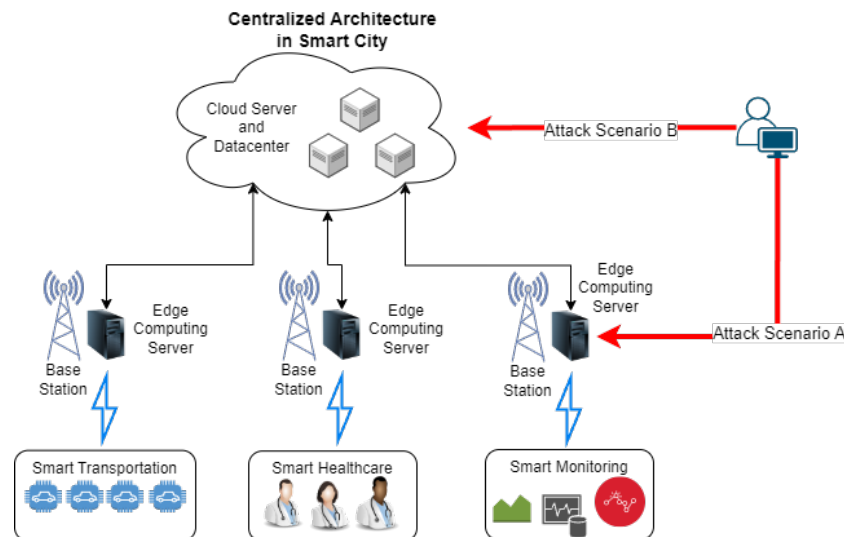 Centralized Architecture
in Smart City
Cloud Server
and
Datacenter
Attack Scenario B
Edge
Computing
Server
Base
Station
Edge
Computing
Server
Base
Station
Edge
Computing
Server
Base
Station
Attack Scenario A
Smart Transportation
Smart Healthcare
Smart Monitoring